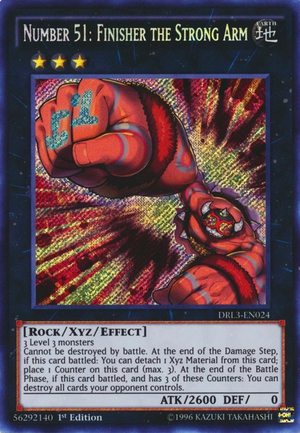 Number 51: Finisher the Strong Arm
EARTH
地
51
DRL3-EN024
[Rock/Xyz/Effect]
3 Level 3 monsters
Cannot be destroyed by battle. At the end of the Damage Step,
if this card battled: You can detach 1 Xyz Material from this card;
place 1 Counter on this card (max. 3). At the end of the Battle
Phase, if this card battled, and has 3 of these Counters: You can
destroy all cards your opponent controls.
ATK/2600 DEF/ 0
56292140 1st Edition ©1996 KAZUKI TAKAHASHI